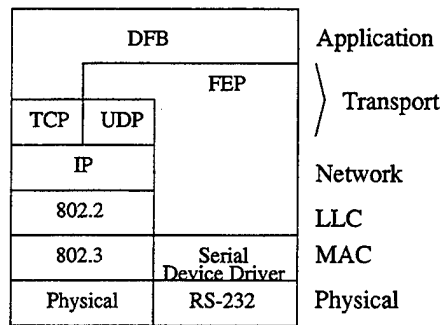 DFB
Application
FEP
Transport
TCP
UDP
IP
Network
802.2
LLC
802.3
Serial
Device Driver
MAC
Physical
RS-232
Physical